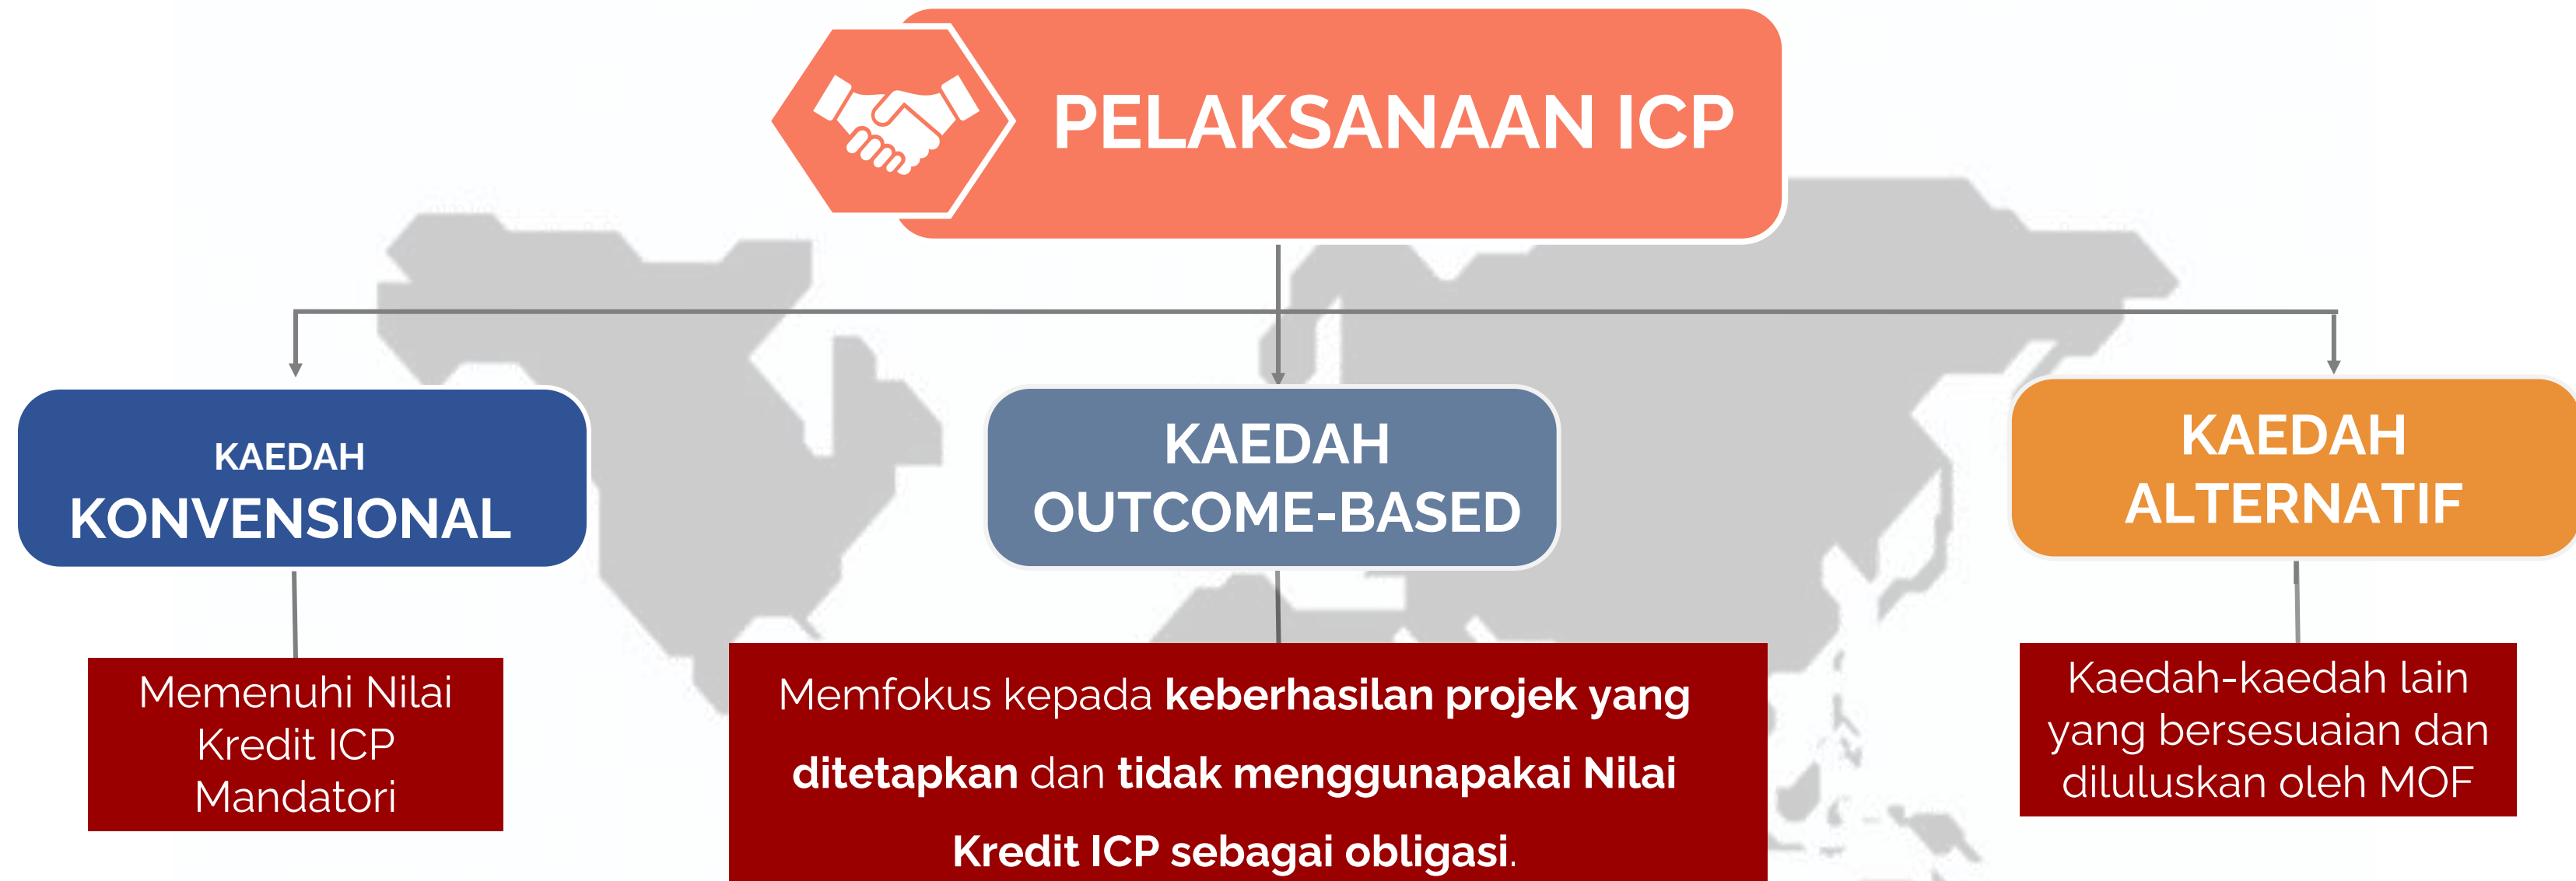 PELAKSANAAN ICP
KAEDAH
KONVENSIONAL
KAEDAH
OUTCOME-BASED
KAEDAH
ALTERNATIF
Memenuhi Nilai
Kredit ICP
Mandatori
Memfokus kepada keberhasilan projek yang
ditetapkan dan tidak menggunapakai Nilai
Kredit ICP sebagai obligasi.
Kaedah-kaedah lain
yang bersesuaian dan
diluluskan oleh MOF